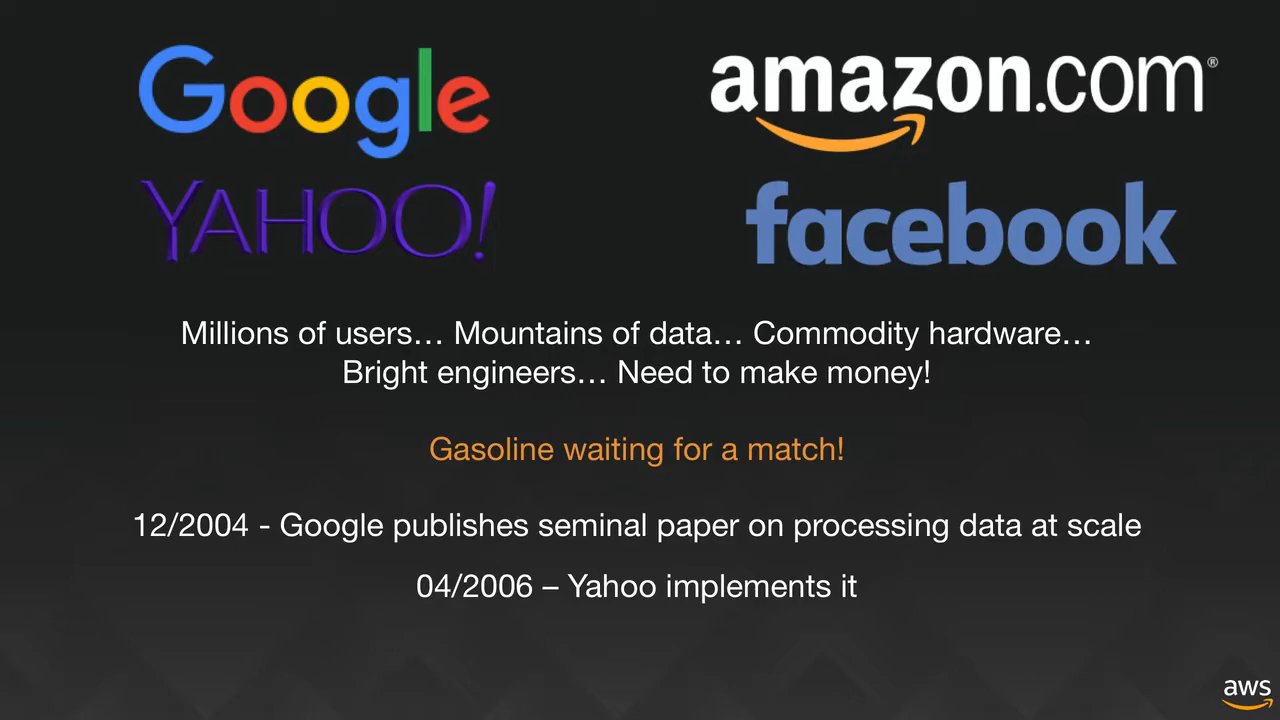 Google
amazon.com®
YAHOO!
facebook
Millions of users… Mountains of data… Commodity hardware…
Bright engineers… Need to make money!
Gasoline waiting for a match!
12/2004 - Google publishes seminal paper on processing data at scale
04/2006 – Yahoo implements it
aws